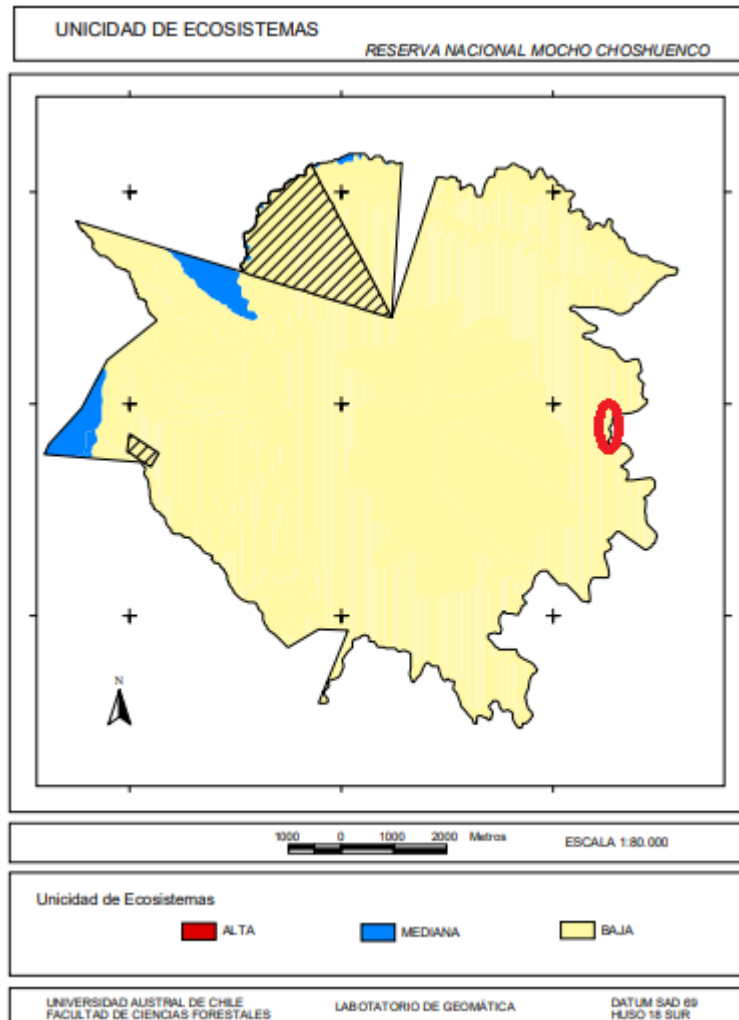 UNICIDAD DE ECOSISTEMAS
RESERVA NACIONAL MOCHO CHOSHUENCO
N
1000 0 1000 2000 Metros
ESCALA 1:80.000
Unicidad de Ecosistemas
ALTA MEDIANA BAJA
UNIVERSIDAD AUSTRAL DE CHILE
FACULTAD DE CIENCIAS FORESTALES
LABOTATORIO DE GEOMÁTICA
DATUM SAD 69
HUSO 18 SUR